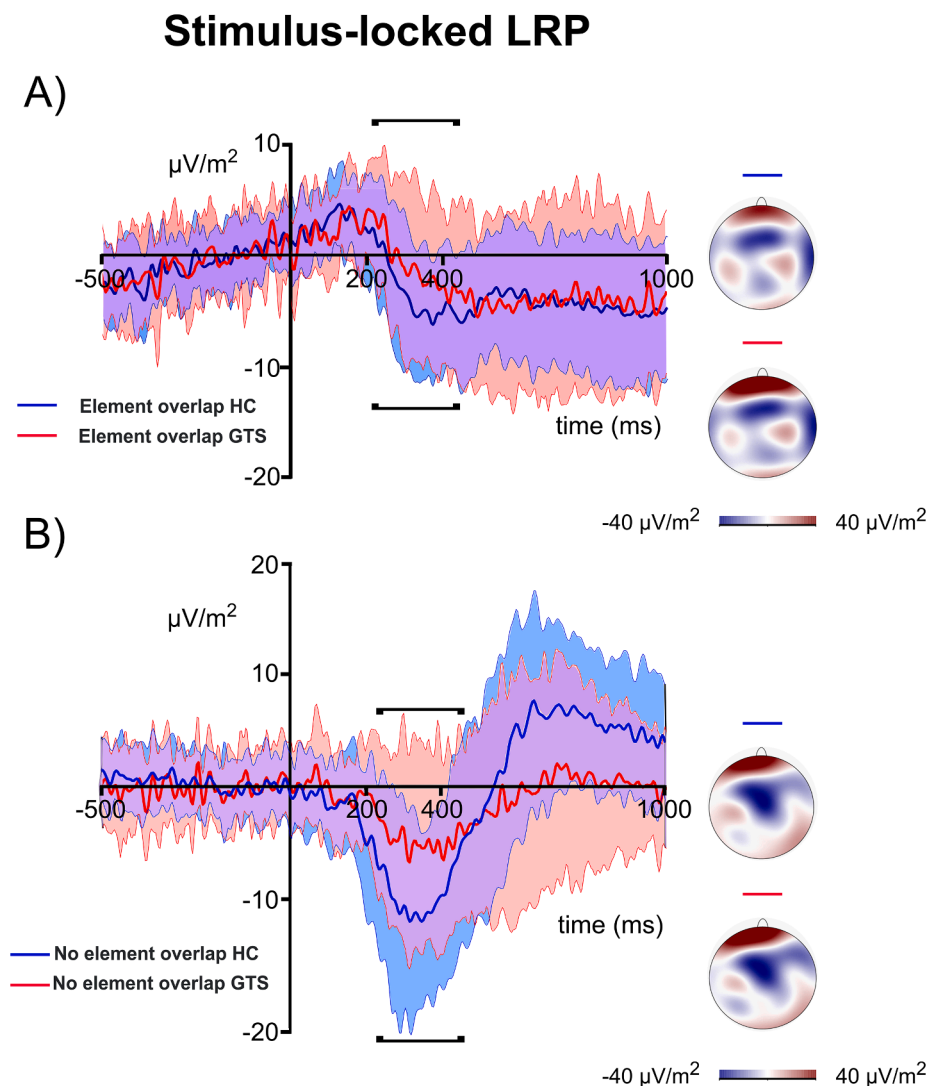 Stimulus-locked LRP
A)
10
µV/m²
-500
200
400
1000
-10
Element overlap HC
Element overlap GTS
time (ms)
-20
-40 µV/m²
40 µV/m²
B)
20
µV/m²
10
-500
200
400
1000
-10
time (ms)
No element overlap HC
No element overlap GTS
-20
-40 µV/m²
40 µV/m²